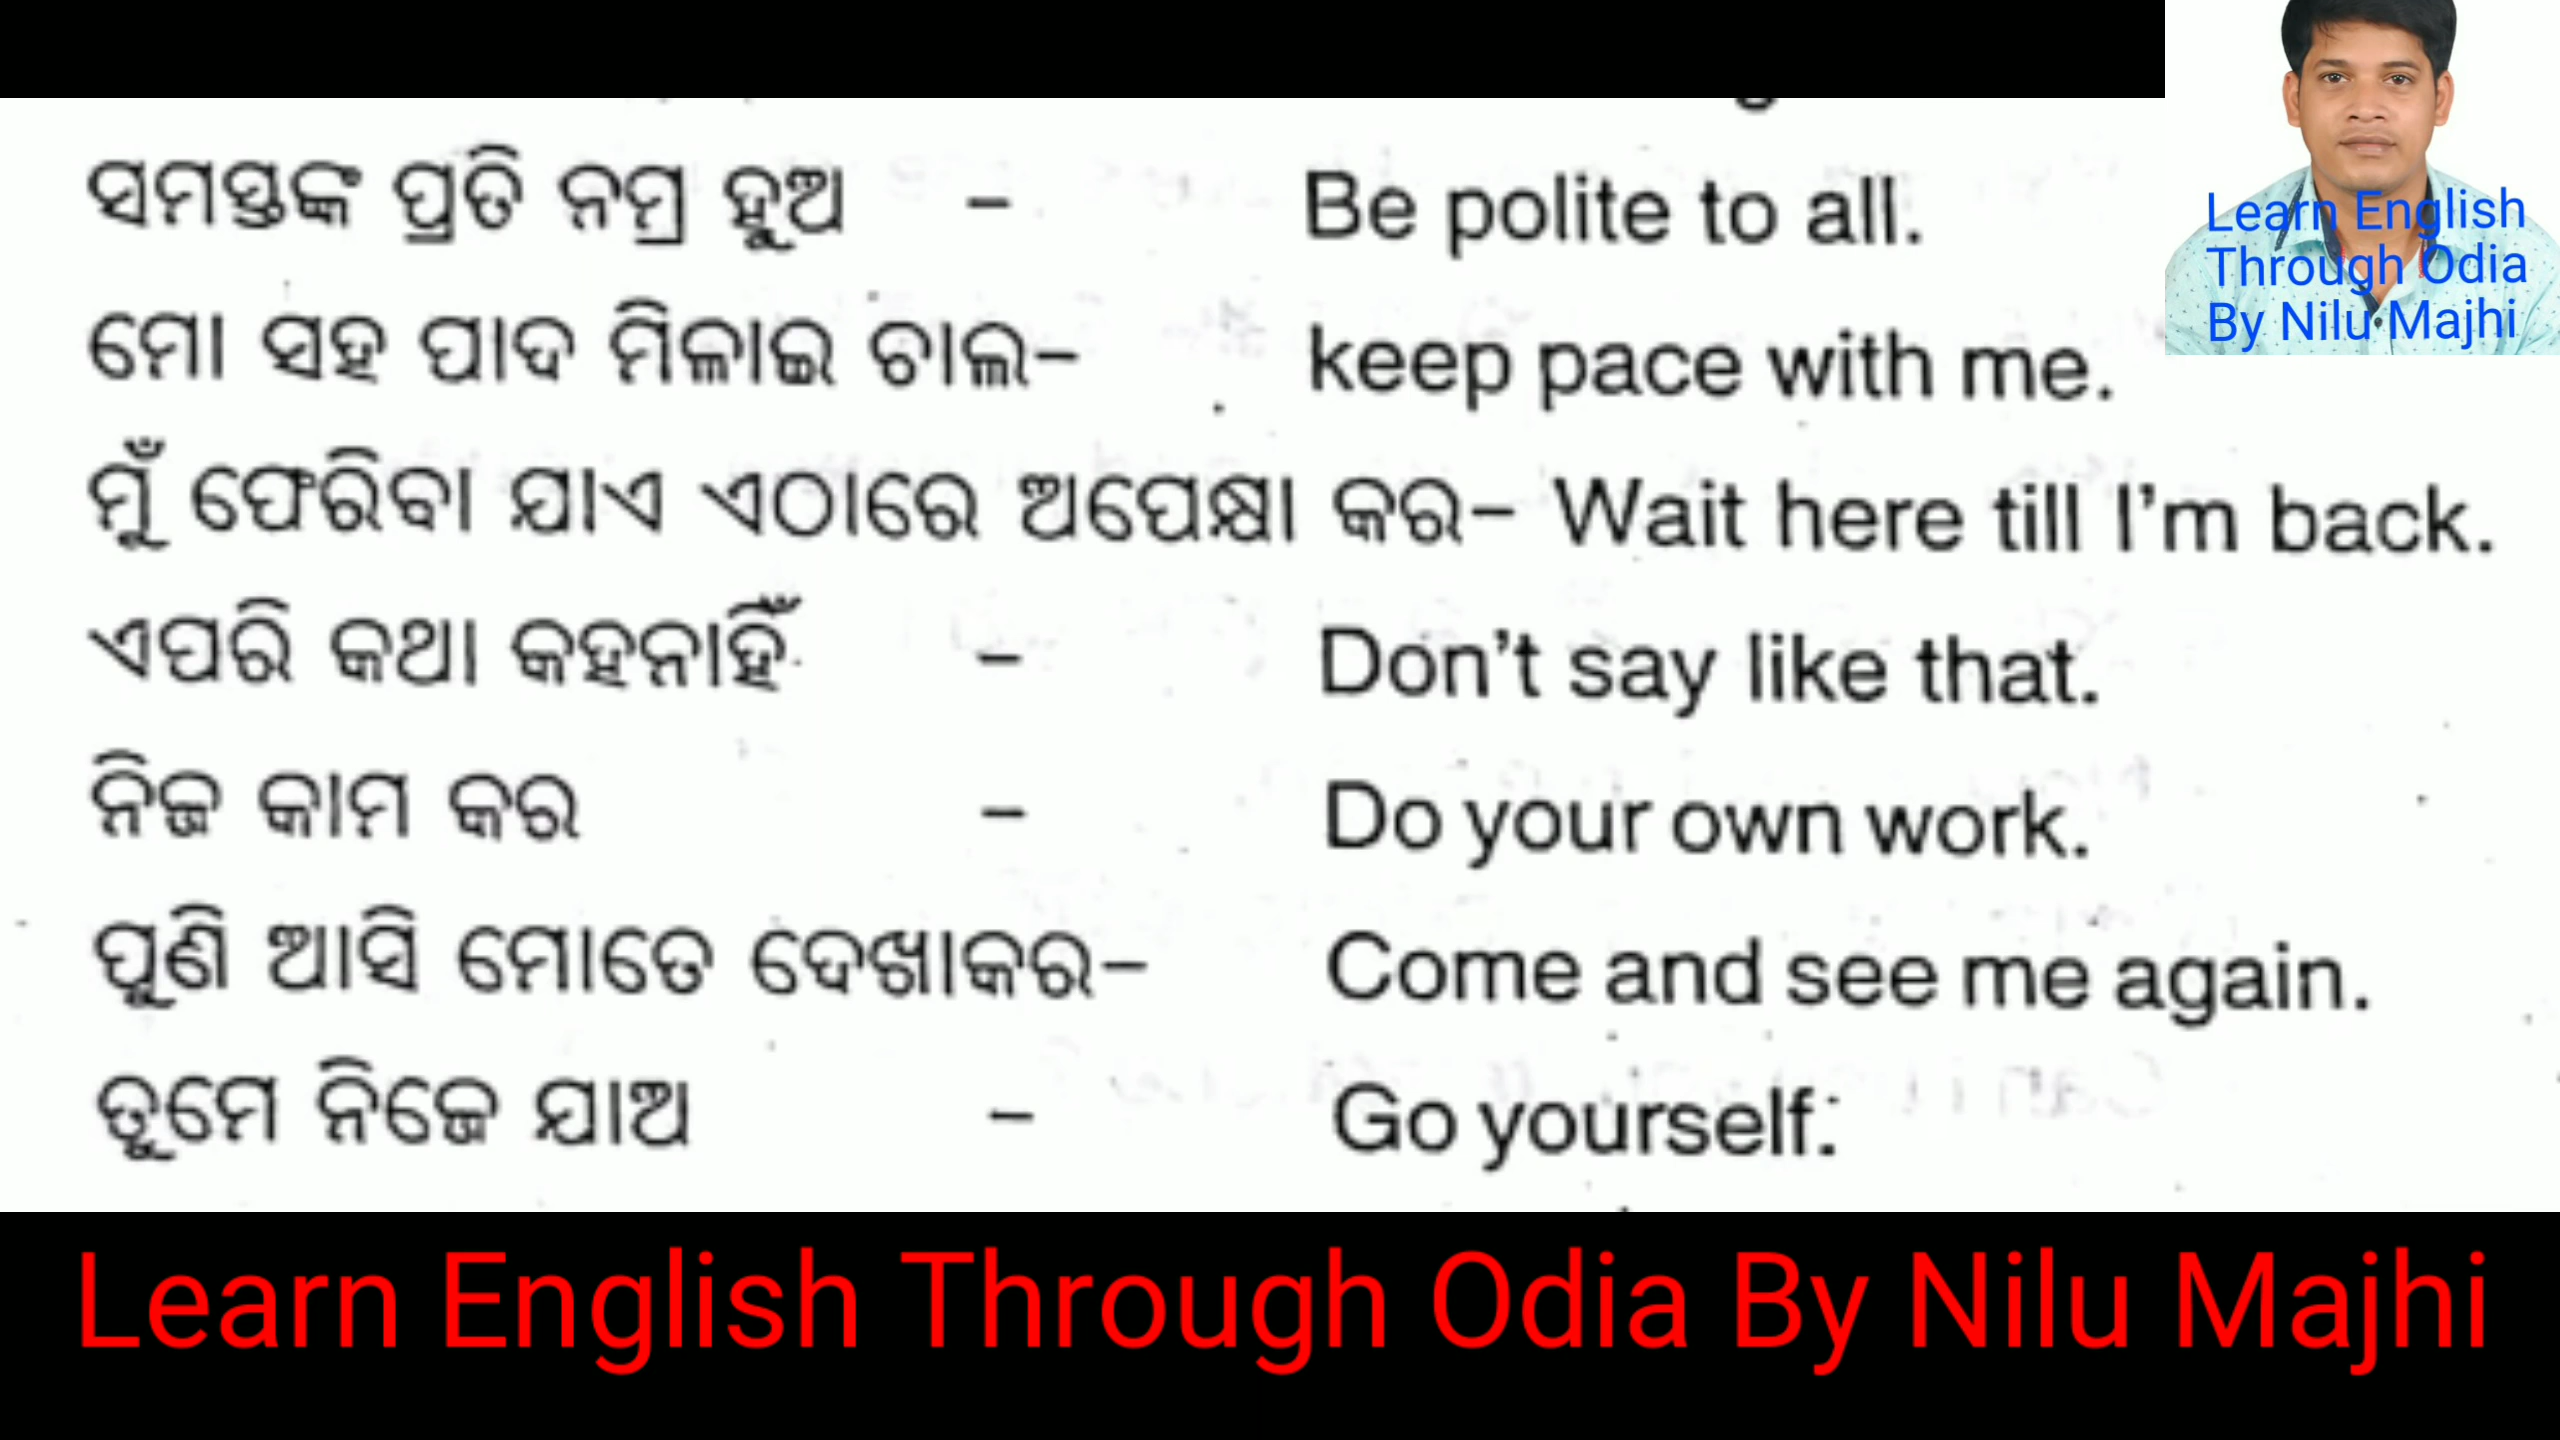 ସମସ୍ତଙ୍କ ପ୍ରତି ନମ୍ର ହୁଅ – Be polite to all.
ମୋ ସହ ପାଦ ମିଳାଇ ଚାଲ– keep pace with me.
ମୁଁ ଫେରିବା ଯାଏ ଏଠାରେ ଅପେକ୍ଷା କର– Wait here till I'm back.
ଏପରି କଥା କହନାହିଁ – Don't say like that.
ନିଜ କାମ କର – Do your own work.
ପୁଣି ଆସି ମୋତେ ଦେଖାକର– Come and see me again.
ତୁମେ ନିଜେ ଯାଅ – Go yourself.
Learn English
Through Odia
By Nilu Majhi
Learn English Through Odia By Nilu Majhi